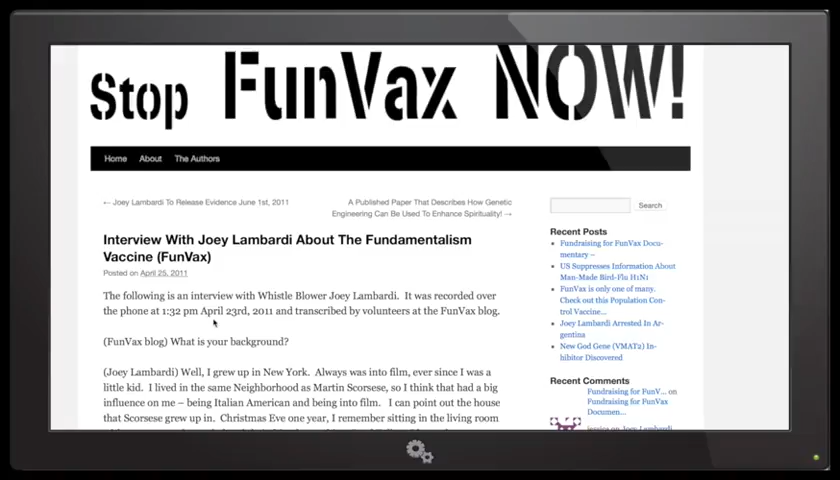 Stop FunVax NOW!
Home About The Authors
← Joey Lambardi To Release Evidence June 1st, 2011
A Published Paper That Describes How Genetic
Engineering Can Be Used To Enhance Spirituality! →
Interview With Joey Lambardi About The Fundamentalism
Vaccine (FunVax)
Posted on April 25, 2011
The following is an interview with Whistle Blower Joey Lambardi. It was recorded over
the phone at 1:32 pm April 23rd, 2011 and transcribed by volunteers at the FunVax blog.
(FunVax blog) What is your background?
(Joey Lambardi) Well, I grew up in New York. Always was into film, ever since I was a
little kid. I lived in the same Neighborhood as Martin Scorsese, so I think that had a big
influence on me – being Italian American and being into film. I can point out the house
that Scorsese grew up in. Christmas Eve one year, I remember sitting in the living room
Search
Recent Posts
Fundraising for FunVax Docu-
mentary –
US Suppresses Information About
Man-Made Bird-Flu H1N1
FunVax is only one of many.
Check out this Population Con-
trol Vaccine…
Joey Lambardi Arrested In Ar-
gentina
New God Gene (VMAT2) In-
hibitor Discovered
Recent Comments
Fundraising for FunV... on
Fundraising for FunVax
Documen…
jessica on Joey Lambardi